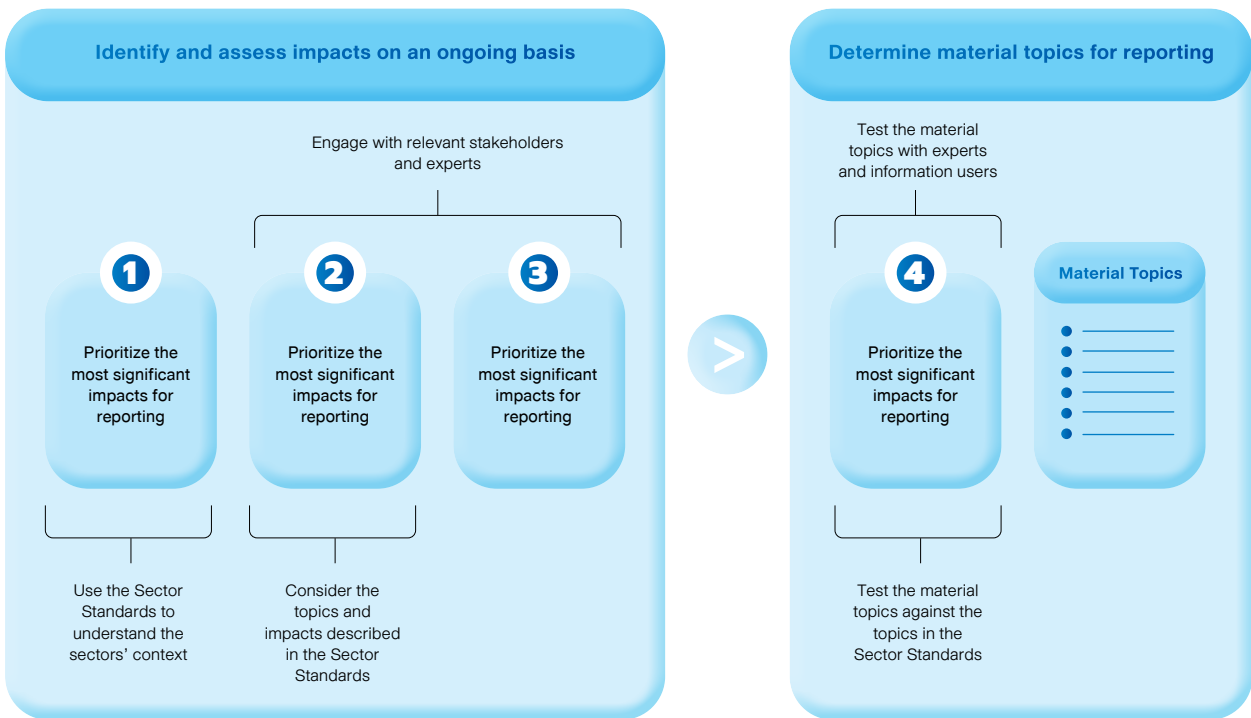 Identify and assess impacts on an ongoing basis
Engage with relevant stakeholders
and experts
1
Prioritize the
most significant
impacts for
reporting
2
Prioritize the
most significant
impacts for
reporting
3
Prioritize the
most significant
impacts for
reporting
Use the Sector
Standards to
understand the
sectors’ context
Consider the
topics and
impacts described
in the Sector
Standards
>
Determine material topics for reporting
Test the material
topics with experts
and information users
4
Prioritize the
most significant
impacts for
reporting
Material Topics
Test the material
topics against the
topics in the
Sector Standards